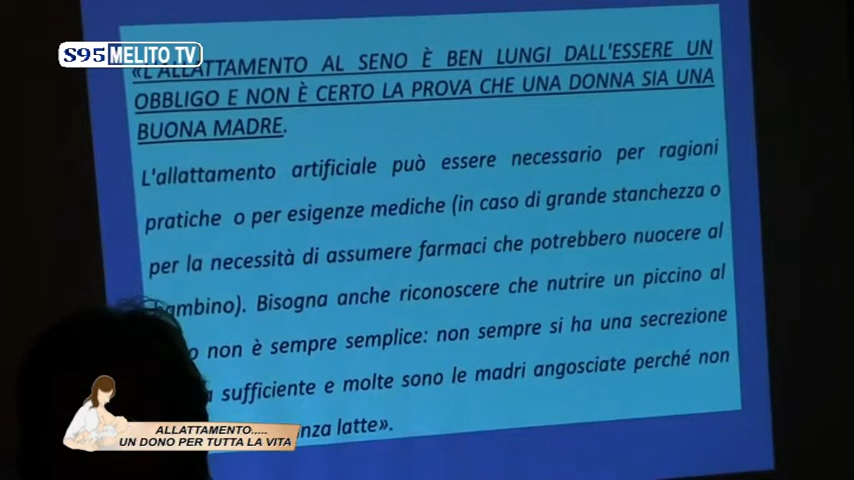 S95 MELITO TV
«L'ALLATTAMENTO AL SENO È BEN LUNGI DALL'ESSERE UN
OBBLIGO E NON È CERTO LA PROVA CHE UNA DONNA SIA UNA
BUONA MADRE.
L'allattamento artificiale può essere necessario per ragioni
pratiche o per esigenze mediche (in caso di grande stanchezza o
per la necessità di assumere farmaci che potrebbero nuocere al
bambino). Bisogna anche riconoscere che nutrire un piccino al
non è sempre semplice: non sempre si ha una secrezione
sufficiente e molte sono le madri angosciate perché non
latte».
ALLATTAMENTO.....
UN DONO PER TUTTA LA VITA